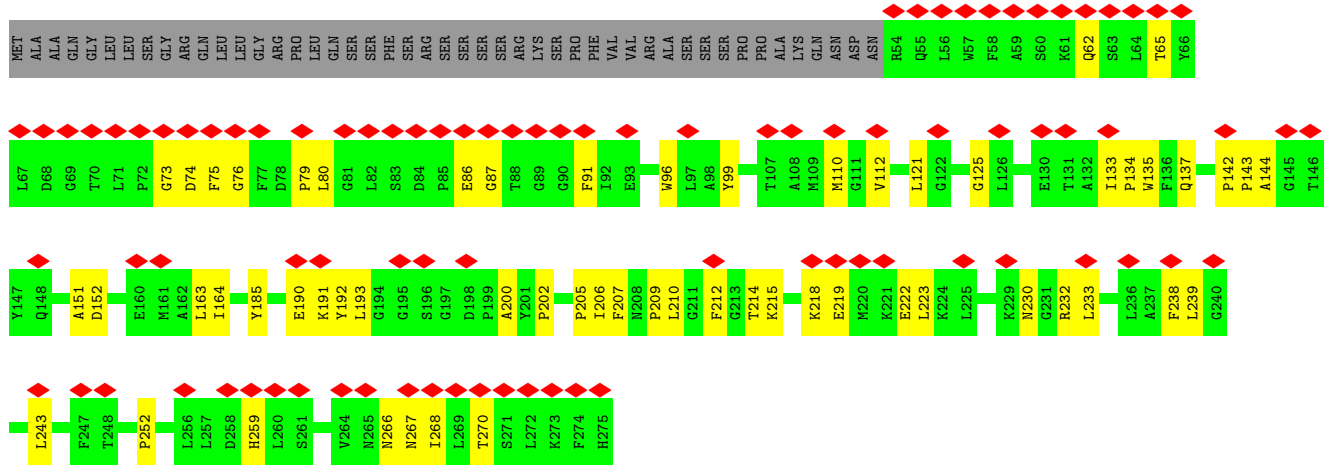 MET ALA ALA GLN GLY LEU LEU SER GLY ARG GLN LEU LEU GLY ARG PRO LEU GLN SER SER PHE SER ARG SER SER SER SER ARG LYS SER PRO PHE VAL VAL ARG ALA SER SER SER PRO PRO ALA LYS GLN ASN ASP ASN R54 Q55 L56 W57 F58 A59 S60 K61 Q62 S63 L64 T65 Y66
L67 D68 G69 T70 L71 P72 G73 D74 F75 G76 F77 D78 P79 L80 G81 L82 S83 D84 P85 E86 G87 T88 G89 G90 F91 I92 E93 W96 L97 A98 Y99 T107 A108 M109 M110 G111 V112 L121 G122 G125 L126 E130 T131 A132 I133 P134 W135 F136 Q137 P142 P143 A144 G145 T146
Y147 Q148 A151 D152 E160 M161 A162 L163 I164 Y185 E190 K191 Y192 L193 G194 G195 S196 G197 D198 P199 A200 Y201 P202 P205 I206 F207 N208 P209 L210 G211 F212 G213 T214 K215 K218 E219 M220 K221 E222 L223 K224 L225 K229 N230 G231 R232 L233 L236 A237 F238 L239 G240
L243 F247 T248 P252 L256 L257 D258 H259 L260 S261 V264 N265 N266 N267 I268 L269 T270 S271 L272 K273 F274 H275